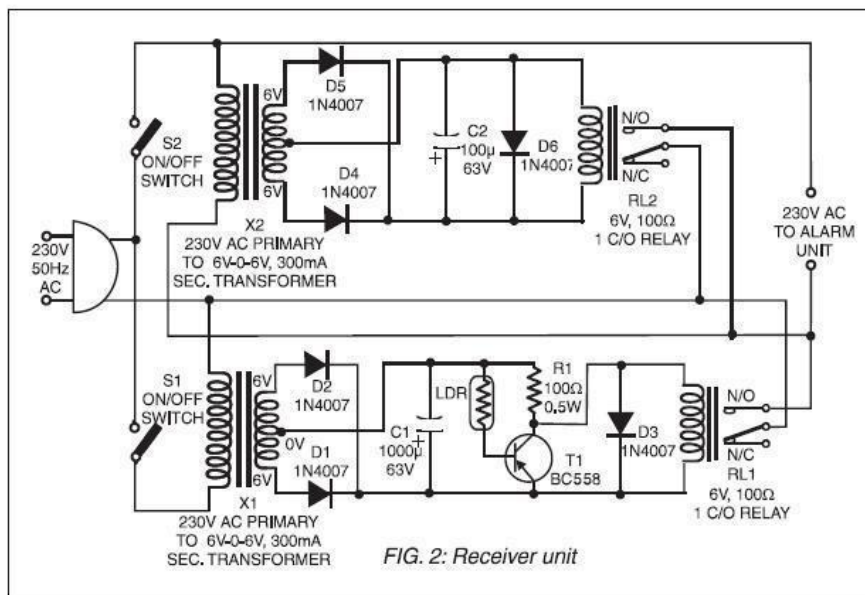 6V
D5
1N4007
S2
ON/OFF
SWITCH
D4
1N4007
6V
X2
230V AC PRIMARY
TO 6V-0-6V, 300mA
SEC. TRANSFORMER
C2
100µ
63V
+
D6
1N4007
N/O
N/C
RL2
6V, 100Ω
1 C/O RELAY
230V AC
TO ALARM
UNIT
230V
50Hz
AC
S1
ON/OFF
SWITCH
6V
D2
1N4007
0V
D1
1N4007
6V
X1
230V AC PRIMARY
TO 6V-0-6V, 300mA
SEC. TRANSFORMER
C1
1000µ
63V
+
LDR
R1
100Ω
0.5W
T1
BC558
D3
1N4007
N/O
N/C
RL1
6V, 100Ω
1 C/O RELAY
FIG. 2: Receiver unit